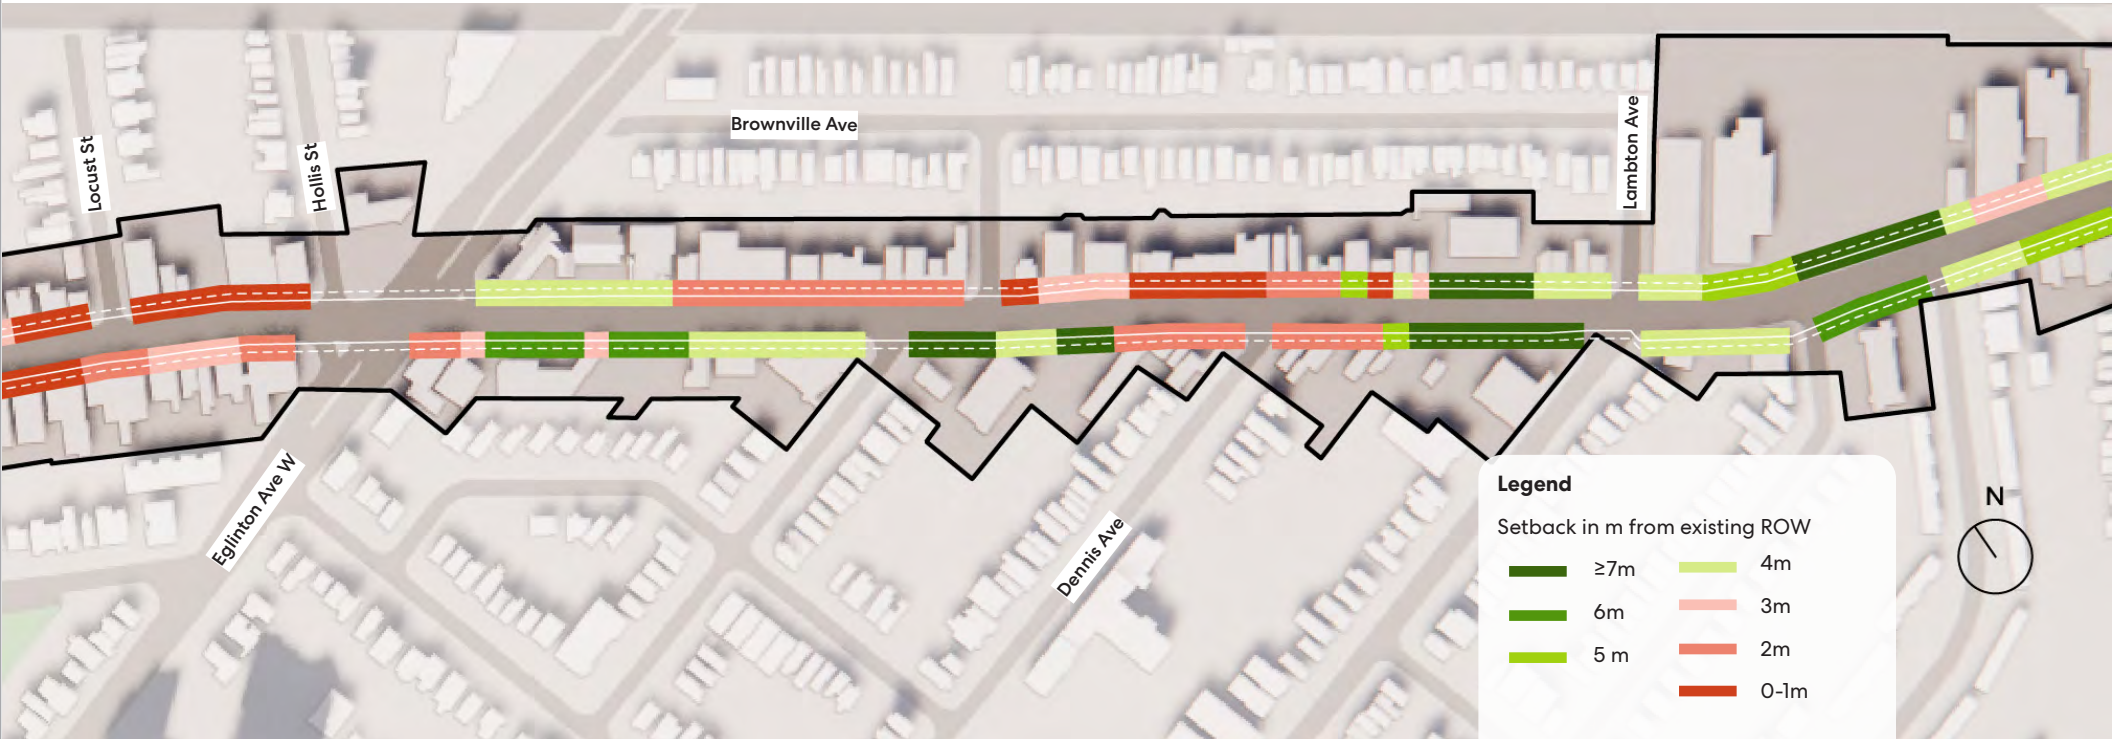 Brownville Ave
Locust St
Hollis St
Lambton Ave
Eglinton Ave W
Dennis Ave
Legend
Setback in m from existing ROW
≥7m
4m
6m
3m
5 m
2m
0-1m
N